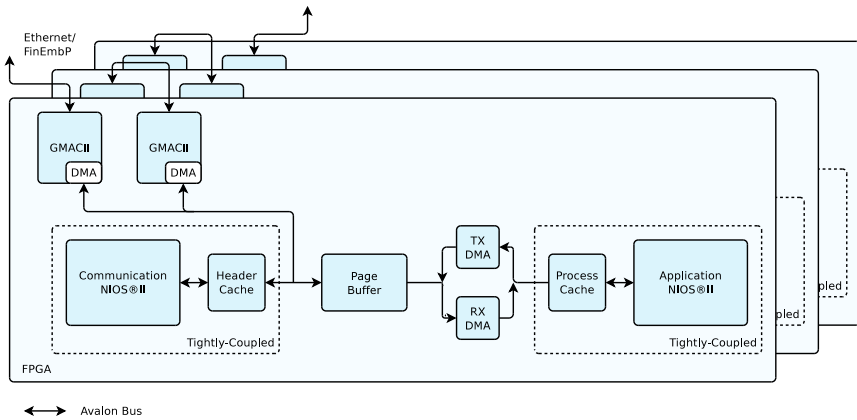 Ethernet/
FinEmbP
GMACII
DMA
GMACII
DMA
Communication
NIOS®II
Header
Cache
Tightly-Coupled
Page
Buffer
TX
DMA
RX
DMA
Process
Cache
Application
NIOS®II
Tightly-Coupled
pled
pled
FPGA
Avalon Bus